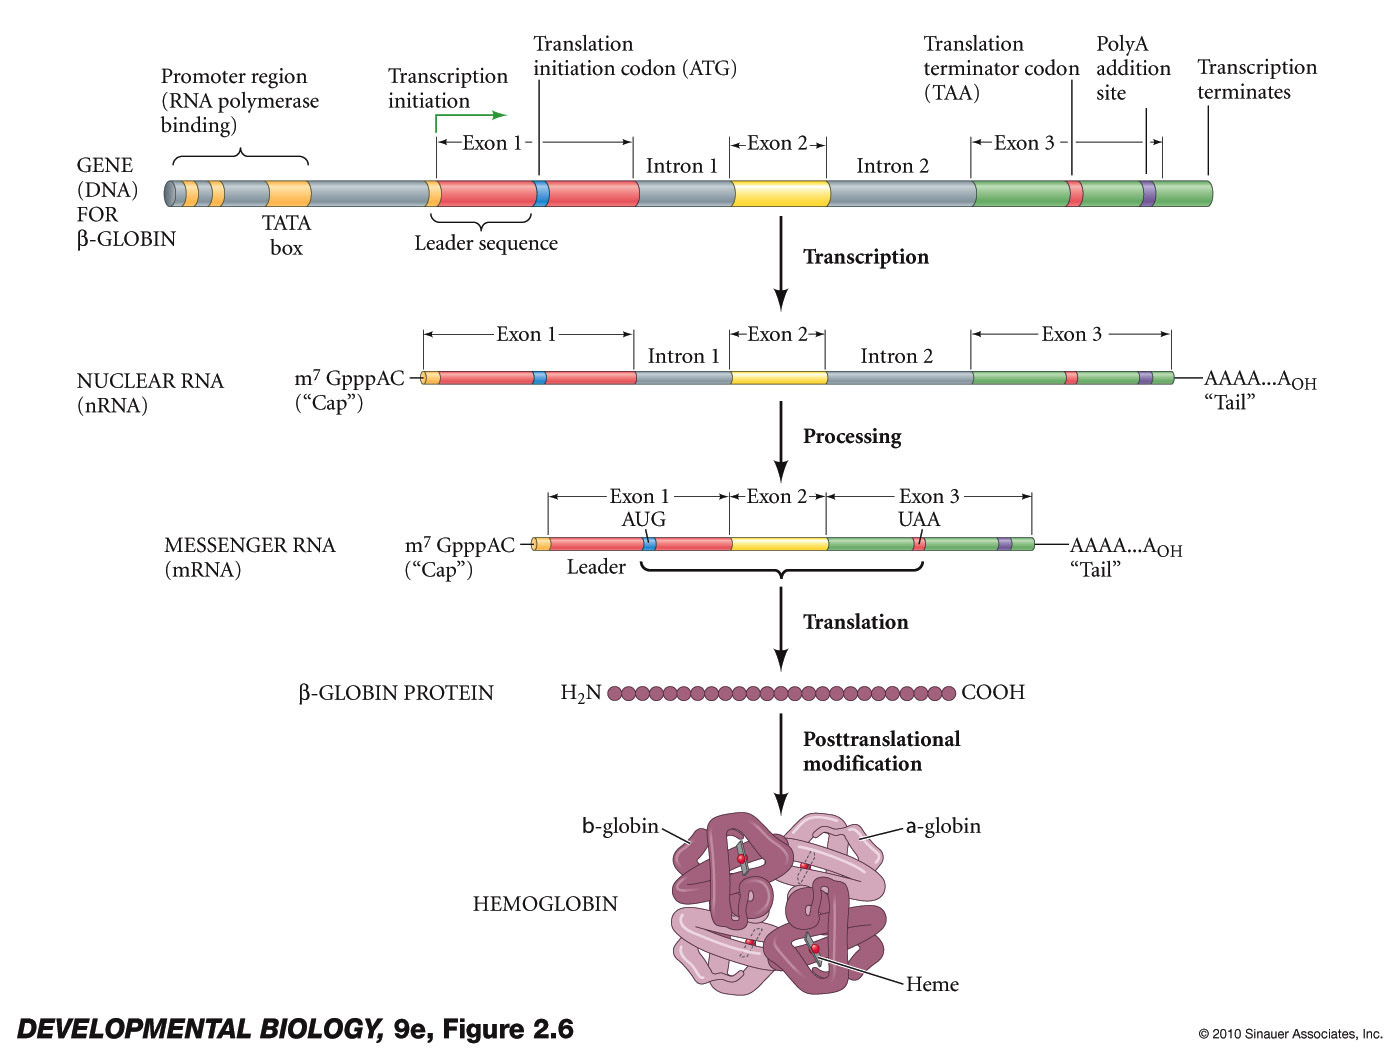 Promoter region
(RNA polymerase
binding)
Transcription
initiation
Translation
initiation codon (ATG)
Translation
terminator codon
(TAA)
PolyA
addition
site
Transcription
terminates
GENE
(DNA)
FOR
β-GLOBIN
Exon 1
Intron 1
Exon 2
Intron 2
Exon 3
TATA
box
Leader sequence
Transcription
Exon 1
Intron 1
Exon 2
Intron 2
Exon 3
NUCLEAR RNA
(nRNA)
m⁷ GpppAC
(“Cap”)
AAAA...A_OH
“Tail”
Processing
Exon 1
Exon 2
Exon 3
AUG
UAA
MESSENGER RNA
(mRNA)
m⁷ GpppAC
(“Cap”)
Leader
AAAA...A_OH
“Tail”
Translation
β-GLOBIN PROTEIN
H₂N
COOH
Posttranslational
modification
b-globin
a-globin
HEMOGLOBIN
Heme
DEVELOPMENTAL BIOLOGY, 9e, Figure 2.6
© 2010 Sinauer Associates, Inc.